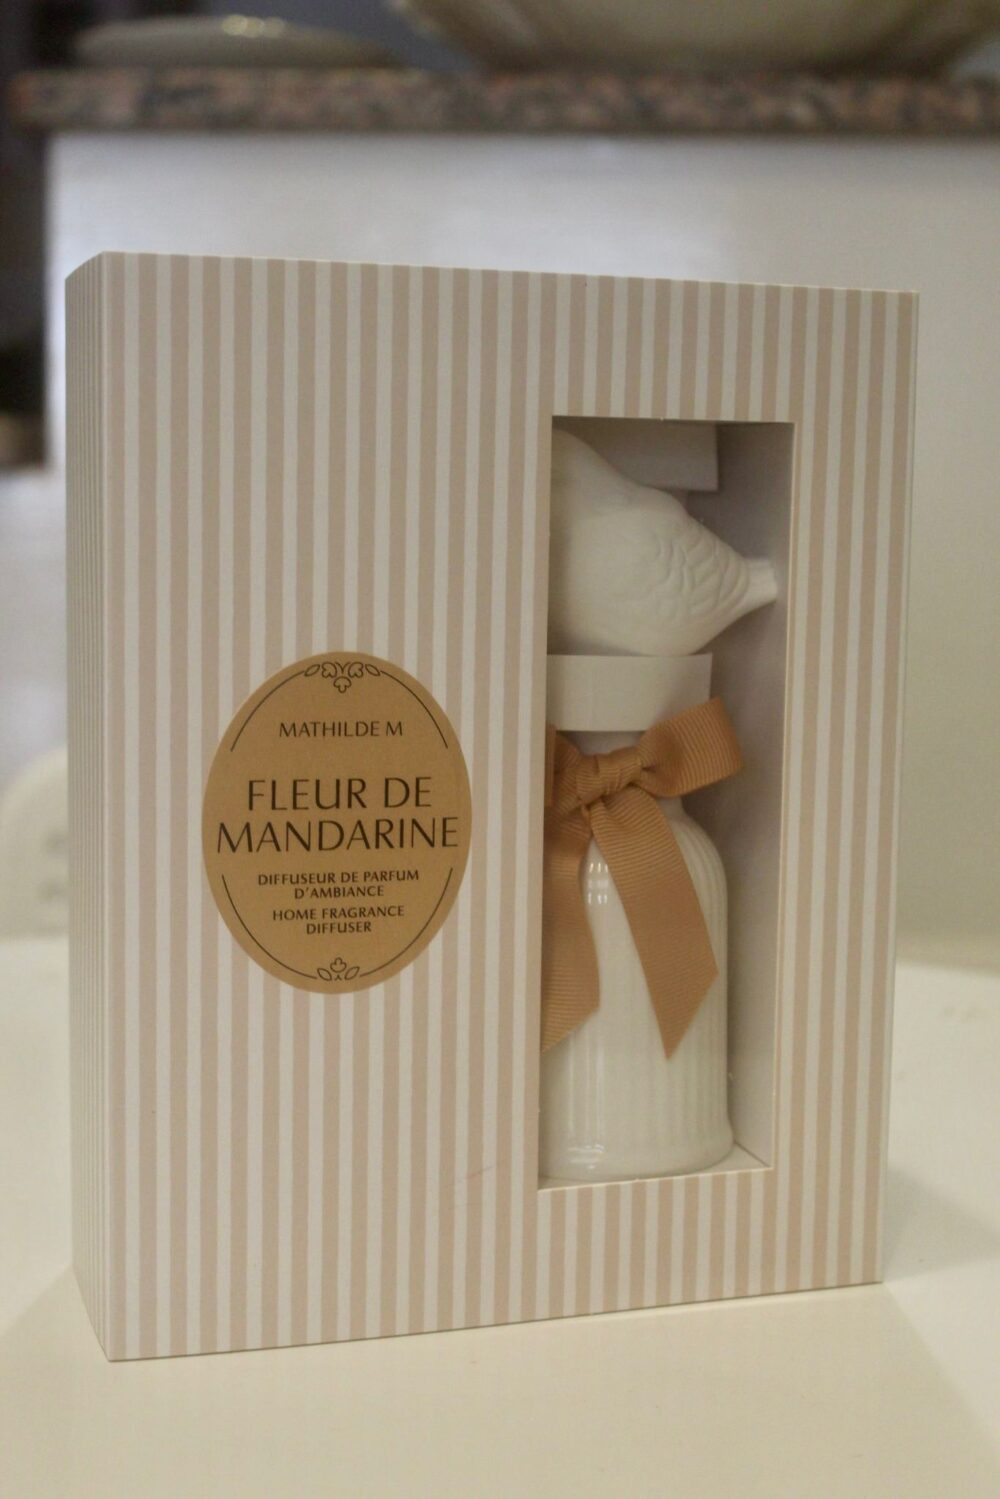 MATHILDE M
FLEUR DE
MANDARINE
DIFFUSEUR DE PARFUM
D'AMBIANCE
HOME FRAGRANCE
DIFFUSER